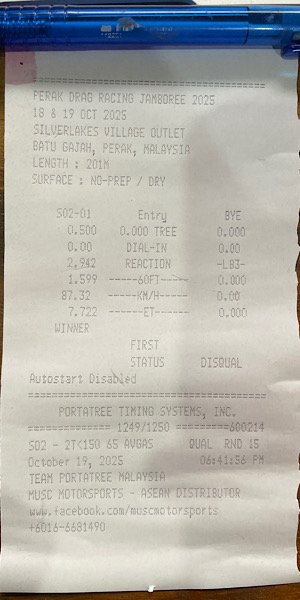 ==============================================
PERAK DRAG RACING JAMBOREE 2025
18 & 19 OCT 2025
SILVERLAKES VILLAGE OUTLET
BATU GAJAH, PERAK, MALAYSIA
LENGTH : 201M
SURFACE : NO-PREP / DRY
S02-01 Entry BYE
0.500 0.000 TREE 0.000
0.00 DIAL-IN 0.00
2.942 REACTION -LB3-
1.599 -----60FT----- 0.000
87.32 -----KM/H----- 0.00
7.722 ------ET------ 0.000
WINNER
FIRST
STATUS DISQUAL
Autostart Disabled
==============================================
PORTATREE TIMING SYSTEMS, INC.
============== 1249/1250 =========600214
S02 - 2T<150 65 AVGAS QUAL RND 15
October 19, 2025 06:41:56 PM
TEAM PORTATREE MALAYSIA
MUSC MOTORSPORTS - ASEAN DISTRIBUTOR
www.facebook.com/muscmotorsports
+6016-6681490